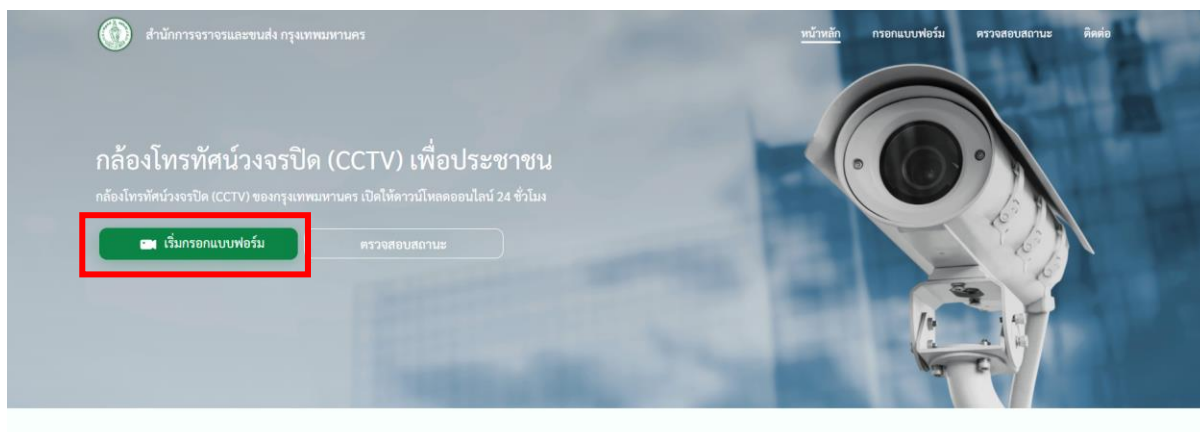 สำนักการจราจรและขนส่ง กรุงเทพมหานคร
หน้าหลัก กรอกแบบฟอร์ม ตรวจสอบสถานะ ติดต่อ
กล้องโทรทัศน์วงจรปิด (CCTV) เพื่อประชาชน
กล้องโทรทัศน์วงจรปิด (CCTV) ของกรุงเทพมหานคร เปิดให้ดาวน์โหลดออนไลน์ 24 ชั่วโมง
เริ่มกรอกแบบฟอร์ม ตรวจสอบสถานะ